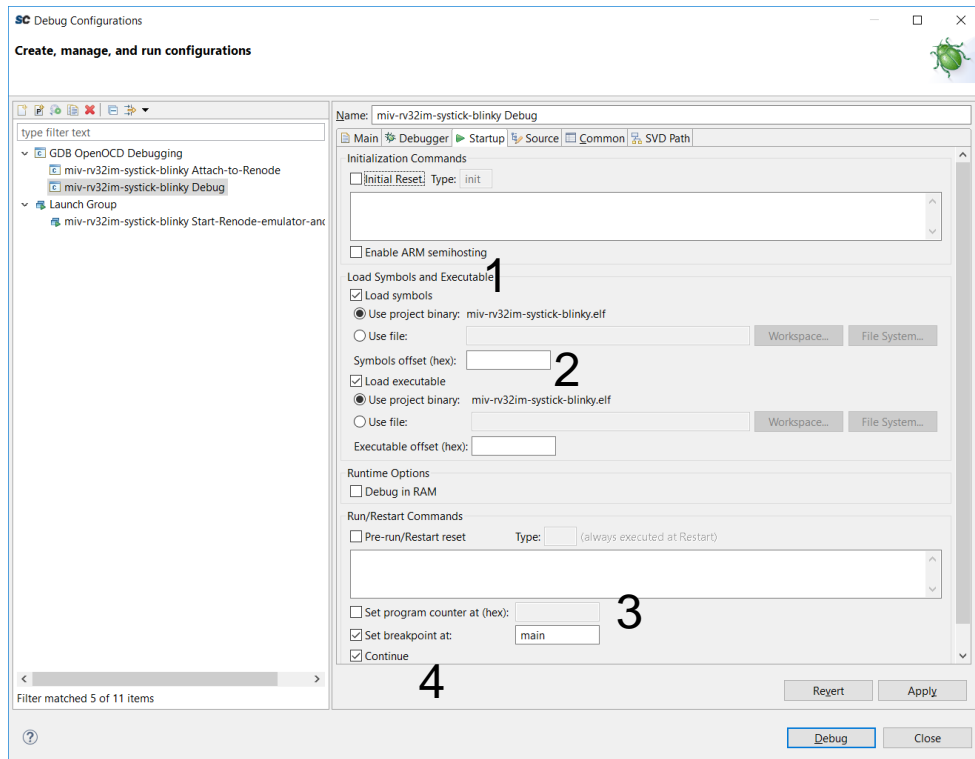 SC Debug Configurations
Create, manage, and run configurations
type filter text
GDB OpenOCD Debugging
miv-rv32im-systick-blinky Attach-to-Renode
miv-rv32im-systick-blinky Debug
Launch Group
miv-rv32im-systick-blinky Start-Renode-emulator-and
Filter matched 5 of 11 items
Name: miv-rv32im-systick-blinky Debug
Main Debugger Startup Source Common SVD Path
Initialization Commands
Initial Reset. Type: init
Enable ARM semihosting
1
Load Symbols and Executable
Load symbols
Use project binary: miv-rv32im-systick-blinky.elf
Use file: Workspace... File System...
Symbols offset (hex):
2
Load executable
Use project binary: miv-rv32im-systick-blinky.elf
Use file: Workspace... File System...
Executable offset (hex):
Runtime Options
Debug in RAM
Run/Restart Commands
Pre-run/Restart reset Type: (always executed at Restart)
Set program counter at (hex):
3
Set breakpoint at: main
Continue
4
Revert Apply
Debug Close